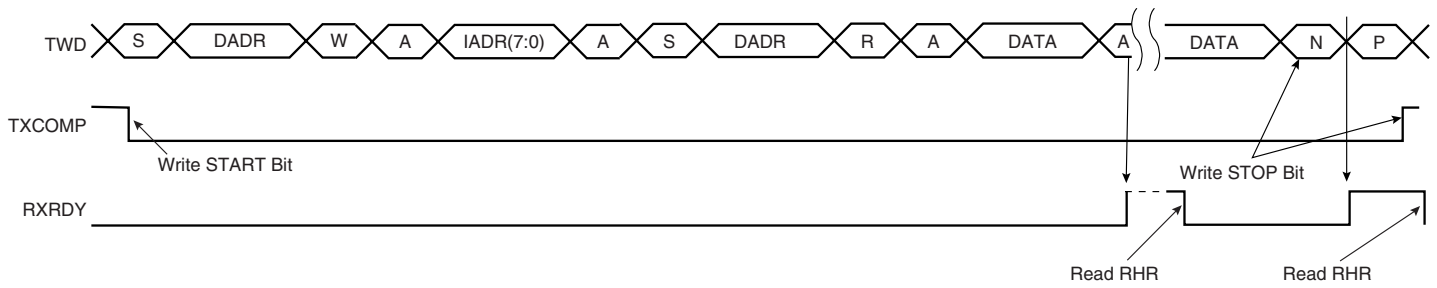 TWD S DADR W A IADR(7:0) A S DADR R A DATA A DATA N P
TXCOMP
Write START Bit
Write STOP Bit
RXRDY
Read RHR Read RHR